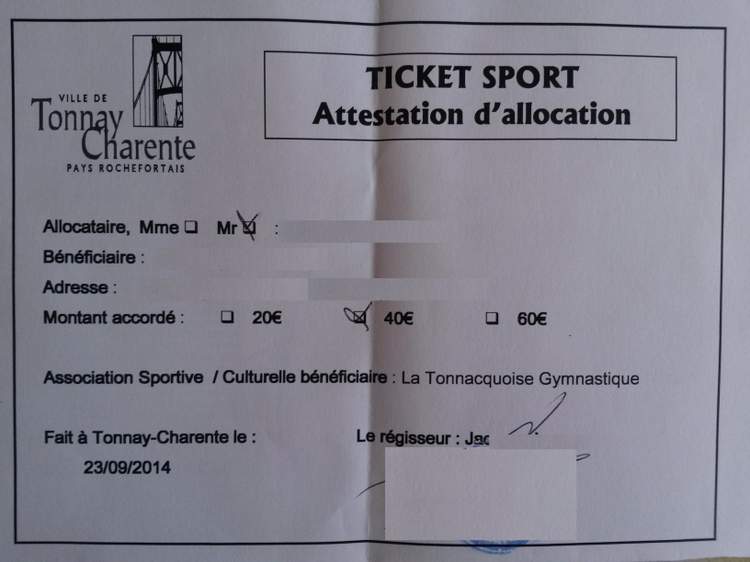 VILLE DE
Tonnay
Charente
PAYS ROCHEFORTAIS
TICKET SPORT
Attestation d'allocation
Allocataire, Mme ❑ Mr ☒ :
Bénéficiaire :
Adresse :
Montant accordé : ❑ 20€ ☒ 40€ ❑ 60€
Association Sportive / Culturelle bénéficiaire : La Tonnacquoise Gymnastique
Fait à Tonnay-Charente le : Le régisseur : Jac
23/09/2014